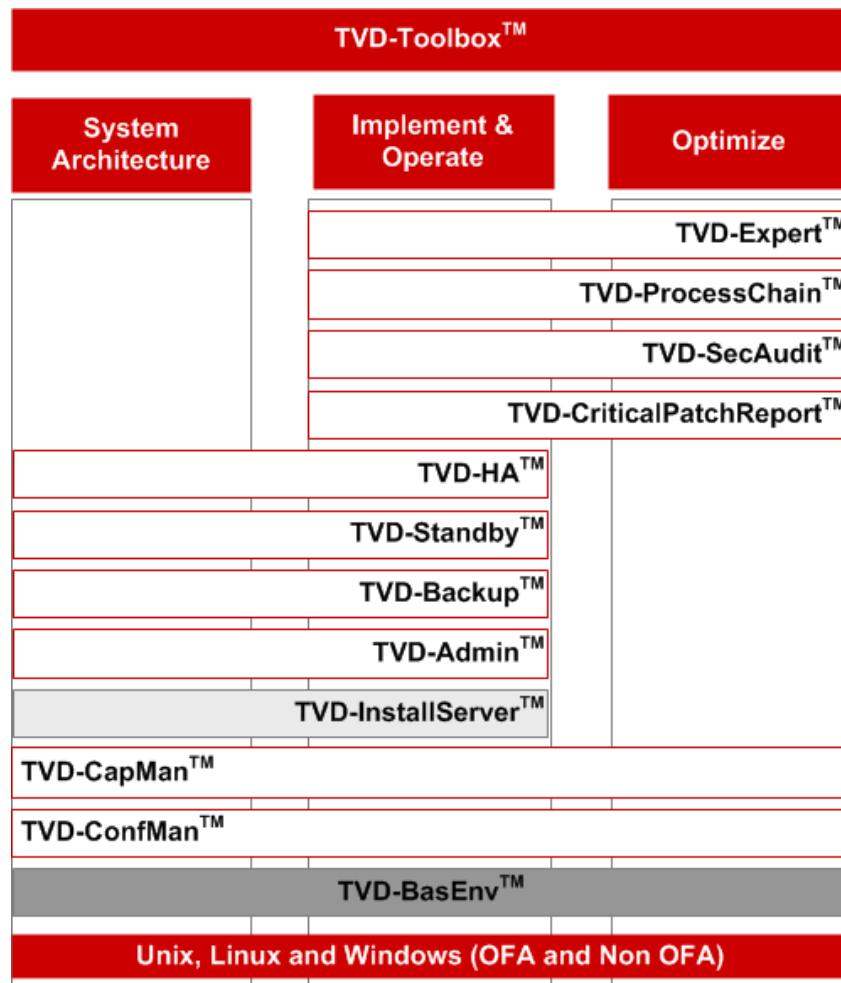 TVD-Toolbox™
System
Architecture
Implement &
Operate
Optimize
TVD-Expert™
TVD-ProcessChain™
TVD-SecAudit™
TVD-CriticalPatchReport™
TVD-HA™
TVD-Standby™
TVD-Backup™
TVD-Admin™
TVD-InstallServer™
TVD-CapMan™
TVD-ConfMan™
TVD-BasEnv™
Unix, Linux and Windows (OFA and Non OFA)